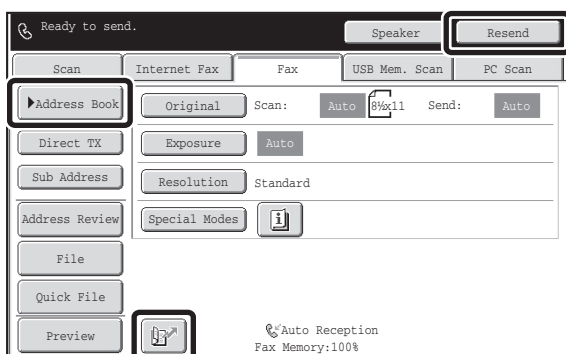 Ready to send.
Speaker
Resend
Scan
Internet Fax
Fax
USB Mem. Scan
PC Scan
Address Book
Original
Scan:
Auto
8½x11
Send:
Auto
Direct TX
Exposure
Auto
Sub Address
Resolution
Standard
Address Review
Special Modes
File
Quick File
Preview
Auto Reception
Fax Memory:100%